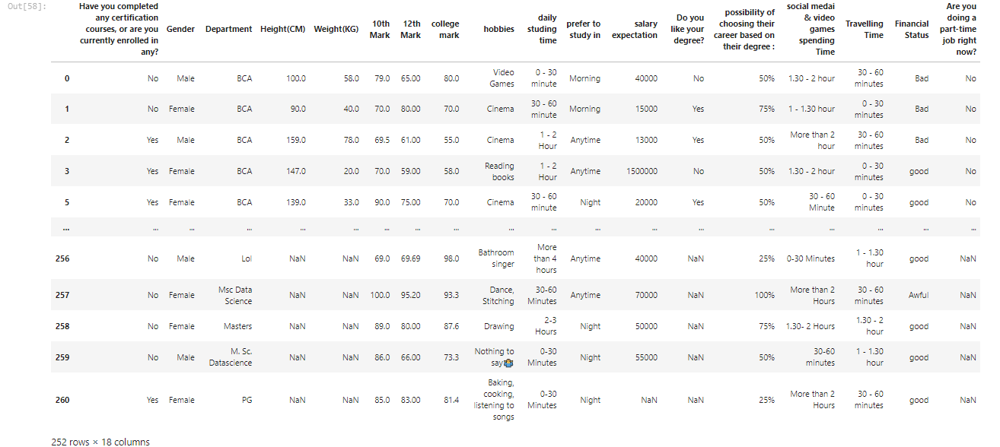 Out[58]:
Have you completed any certification courses, or are you currently enrolled in any? Gender Department Height(CM) Weight(KG) 10th Mark 12th Mark college mark hobbies daily studing time prefer to study in salary expectation Do you like your degree? possibility of choosing their career based on their degree : social medai & video games spending Time Travelling Time Financial Status Are you doing a part-time job right now?
0 No Male BCA 100.0 58.0 79.0 65.00 80.0 Video Games 0 - 30 minute Morning 40000 No 50% 1.30 - 2 hour 30 - 60 minutes Bad No
1 No Female BCA 90.0 40.0 70.0 80.00 70.0 Cinema 30 - 60 minute Morning 15000 Yes 75% 1 - 1.30 hour 0 - 30 minutes Bad No
2 Yes Male BCA 159.0 78.0 69.5 61.00 55.0 Cinema 1 - 2 Hour Anytime 13000 Yes 50% More than 2 hour 30 - 60 minutes Bad No
3 Yes Female BCA 147.0 20.0 70.0 59.00 58.0 Reading books 1 - 2 Hour Anytime 1500000 No 50% 1.30 - 2 hour 0 - 30 minutes good No
5 Yes Female BCA 139.0 33.0 90.0 75.00 70.0 Cinema 30 - 60 minute Night 20000 Yes 50% 30 - 60 Minute 0 - 30 minutes good No
... ... ... ... ... ... ... ... ... ... ... ... ... ... ... ... ... ... ...
256 No Male Lol NaN NaN 69.0 69.69 98.0 Bathroom singer More than 4 hours Anytime 40000 NaN 25% 0-30 Minutes 1 - 1.30 hour good NaN
257 No Female Msc Data Science NaN NaN 100.0 95.20 93.3 Dance, Stitching 30-60 Minutes Anytime 70000 NaN 100% More than 2 Hours 30 - 60 minutes Awful NaN
258 No Female Masters NaN NaN 89.0 80.00 87.6 Drawing 2-3 Hours Night 50000 NaN 75% 1.30- 2 Hours 1.30 - 2 hour good NaN
259 No Male M. Sc. Datascience NaN NaN 86.0 66.00 73.3 Nothing to say 0-30 Minutes Night 55000 NaN 50% 30-60 minutes 1 - 1.30 hour good NaN
260 Yes Female PG NaN NaN 85.0 83.00 81.4 Baking, cooking, listening to songs 0-30 Minutes Night NaN NaN 25% More than 2 Hours 30 - 60 minutes good NaN
252 rows × 18 columns